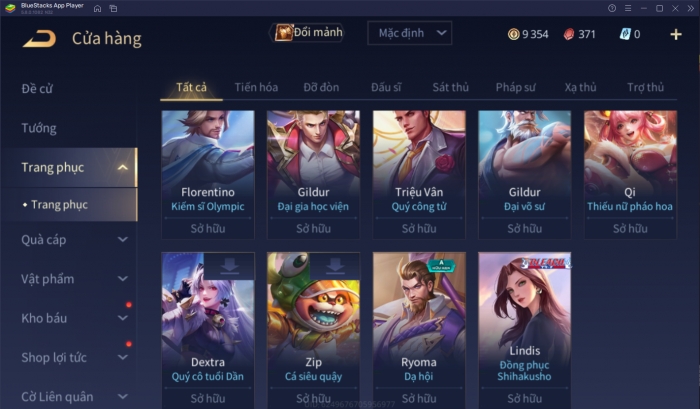 BlueStacks App Player
Cửa hàng
Đổi mảnh
Mặc định
9 354
371
0
Đề cử
Tướng
Trang phục
Trang phục
Quà cáp
Vật phẩm
Kho báu
Shop lợi tức
Cờ Liên quân
Tất cả
Tiến hóa
Đỡ đòn
Đấu sĩ
Sát thủ
Pháp sư
Xạ thủ
Trợ thủ
Florentino
Kiếm sĩ Olympic
Sở hữu
Gildur
Đại gia học viện
Sở hữu
Triệu Vân
Quý công tử
Sở hữu
Gildur
Đại võ sư
Sở hữu
Qi
Thiếu nữ pháo hoa
Sở hữu
Dextra
Quý cô tuổi Dần
Sở hữu
Zip
Cá siêu quậy
Sở hữu
A
Ryoma
Dạ hội
Sở hữu
BLEACH
Lindis
Đồng phục
Shihakusho
Sở hữu